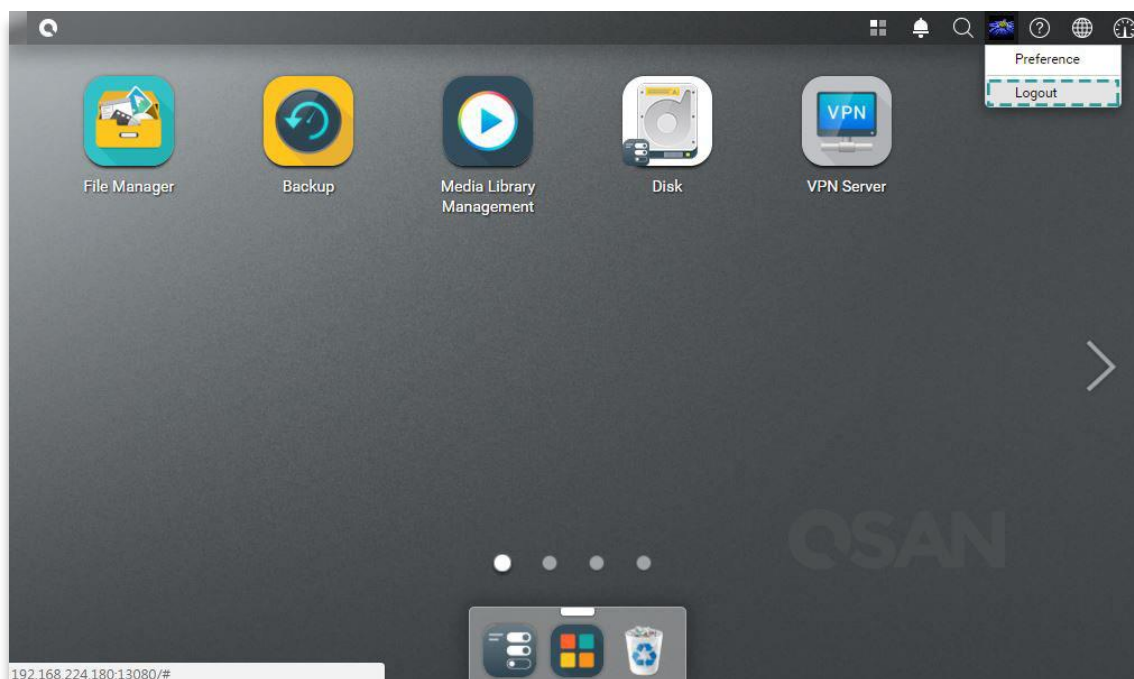 Preference
Logout
File Manager
Backup
Media Library
Management
Disk
VPN
VPN Server
QSAN
192.168.224.180:13080/#